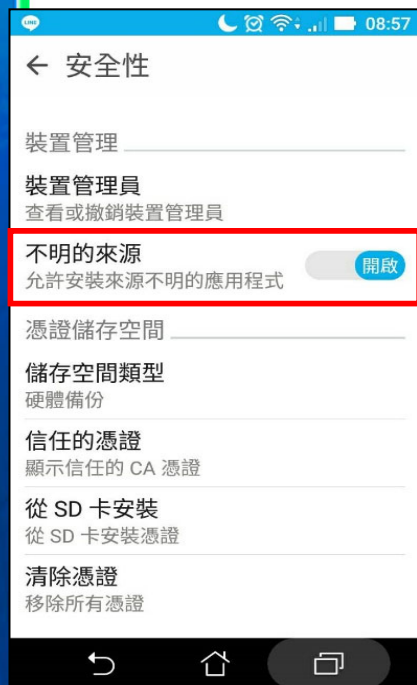 LINE
08:57
安全性
裝置管理
裝置管理員
查看或撤銷裝置管理員
不明的來源
允許安裝來源不明的應用程式
開啟
憑證儲存空間
儲存空間類型
硬體備份
信任的憑證
顯示信任的 CA 憑證
從 SD 卡安裝
從 SD 卡安裝憑證
清除憑證
移除所有憑證